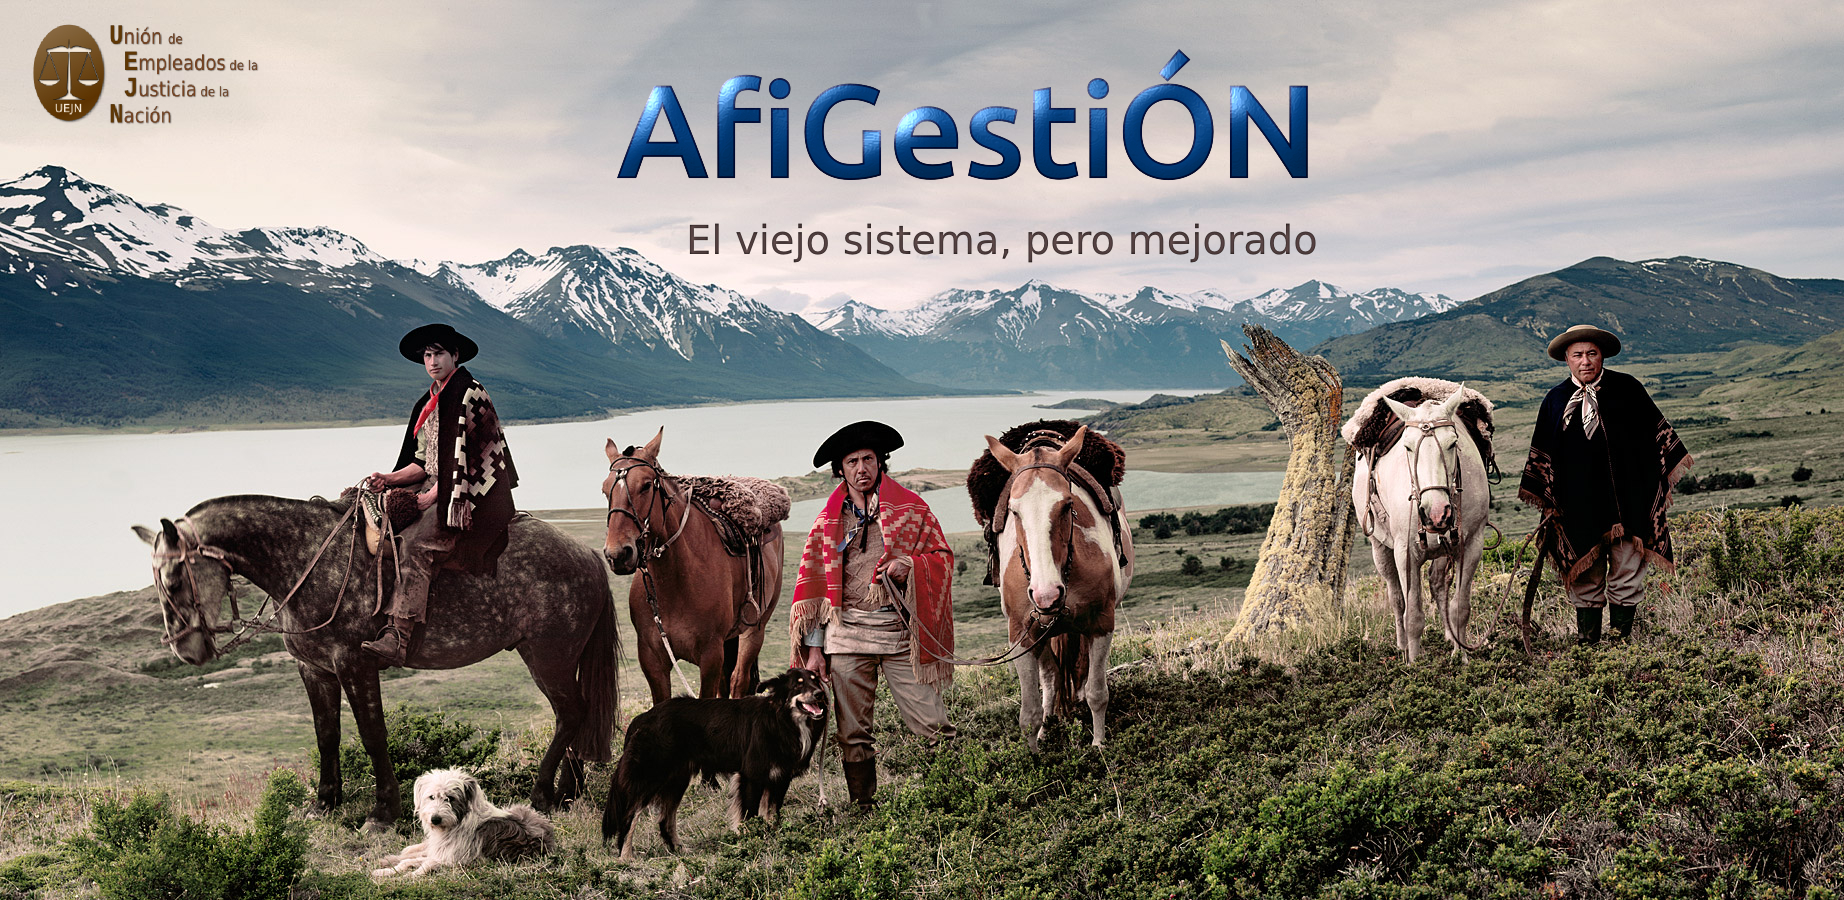 Unión de
Empleados de la
Justicia de la
Nación
UEJN
AfiGestiÓN
El viejo sistema, pero mejorado